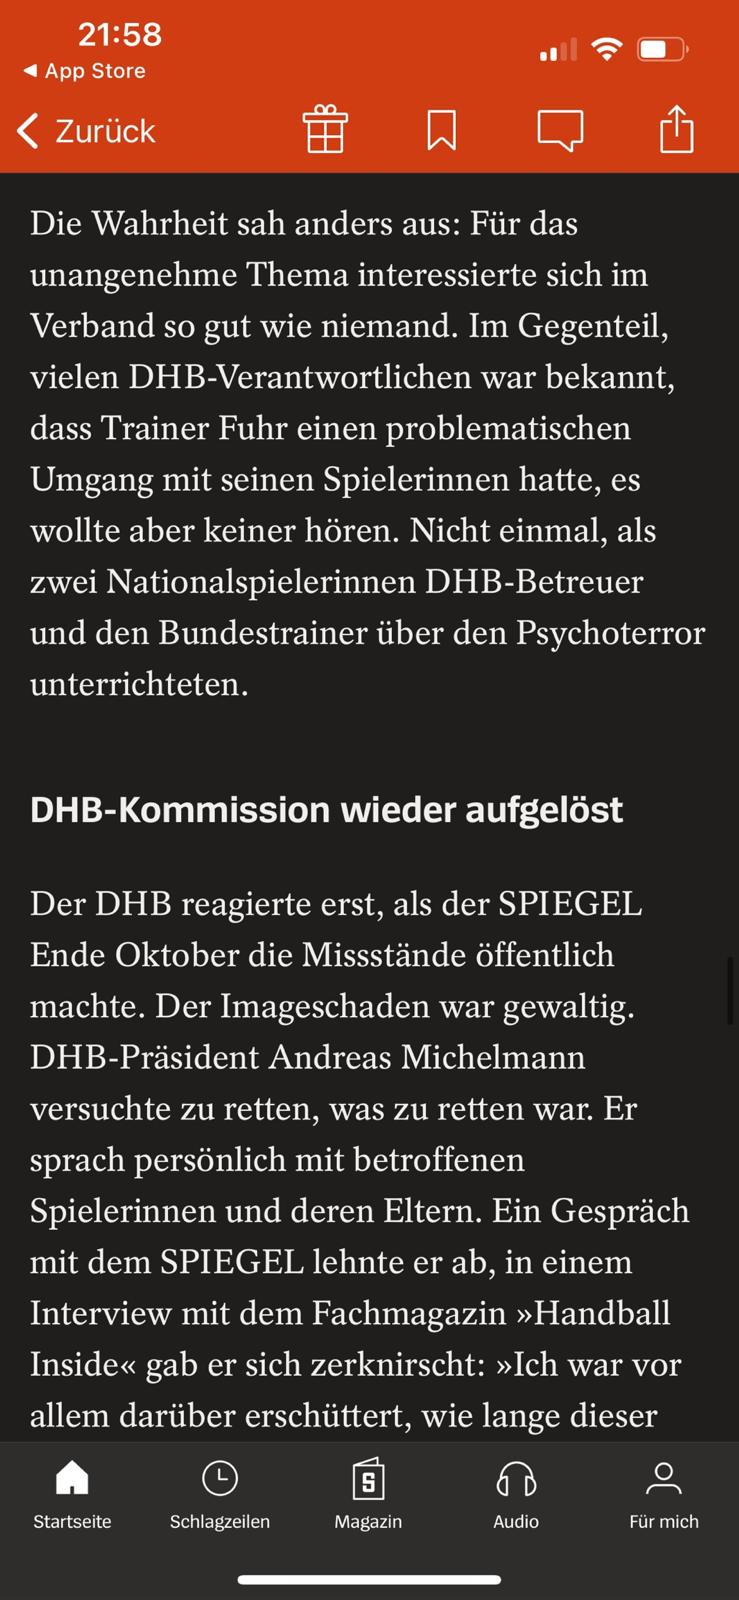 21:58
◀ App Store
Zurück
Die Wahrheit sah anders aus: Für das
unangenehme Thema interessierte sich im
Verband so gut wie niemand. Im Gegenteil,
vielen DHB-Verantwortlichen war bekannt,
dass Trainer Fuhr einen problematischen
Umgang mit seinen Spielerinnen hatte, es
wollte aber keiner hören. Nicht einmal, als
zwei Nationalspielerinnen DHB-Betreuer
und den Bundestrainer über den Psychoterror
unterrichteten.
DHB-Kommission wieder aufgelöst
Der DHB reagierte erst, als der SPIEGEL
Ende Oktober die Missstände öffentlich
machte. Der Imageschaden war gewaltig.
DHB-Präsident Andreas Michelmann
versuchte zu retten, was zu retten war. Er
sprach persönlich mit betroffenen
Spielerinnen und deren Eltern. Ein Gespräch
mit dem SPIEGEL lehnte er ab, in einem
Interview mit dem Fachmagazin »Handball
Inside« gab er sich zerknirscht: »Ich war vor
allem darüber erschüttert, wie lange dieser
S
Startseite Schlagzeilen Magazin Audio Für mich